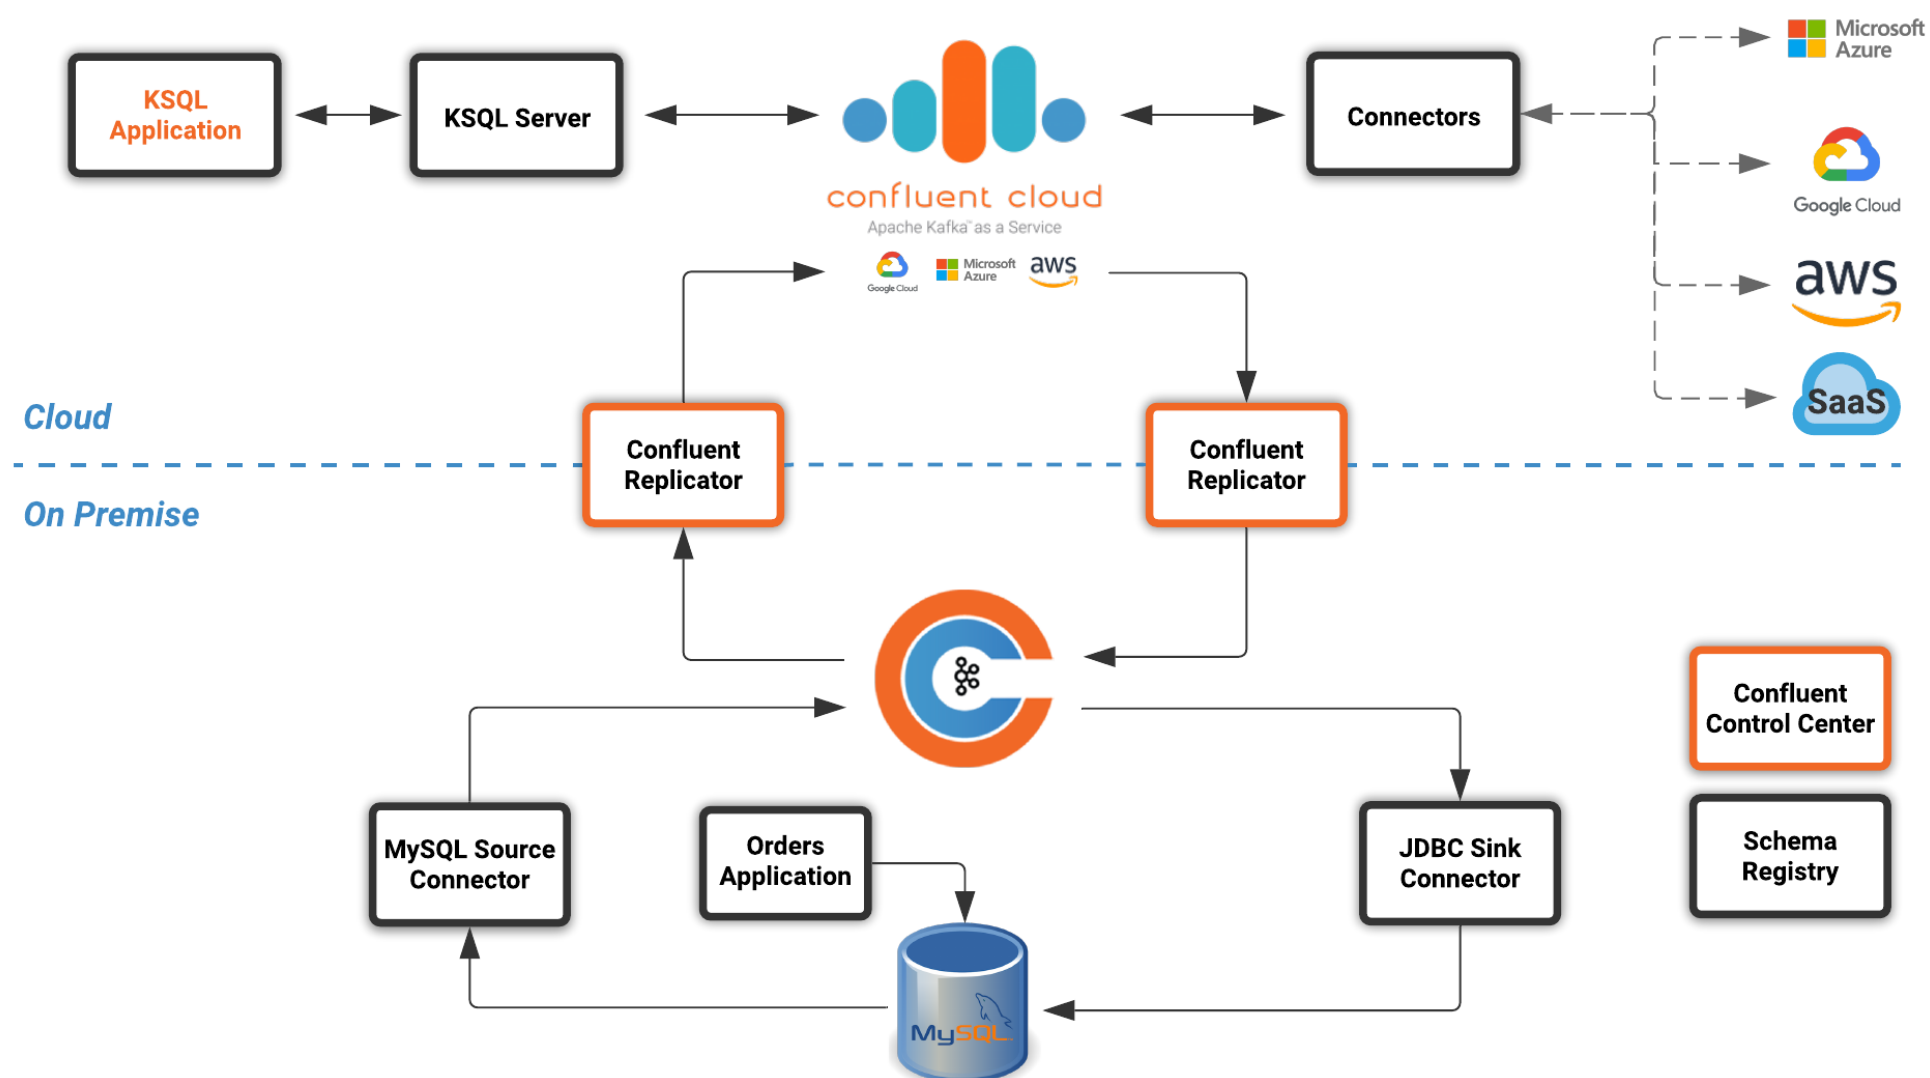 KSQL
Application
KSQL Server
confluent cloud
Apache Kafka™ as a Service
Google Cloud
Microsoft
Azure
aws
Connectors
Microsoft
Azure
Google Cloud
aws
SaaS
Cloud
On Premise
Confluent
Replicator
Confluent
Replicator
Confluent
Control Center
Schema
Registry
MySQL Source
Connector
Orders
Application
JDBC Sink
Connector
MySQL